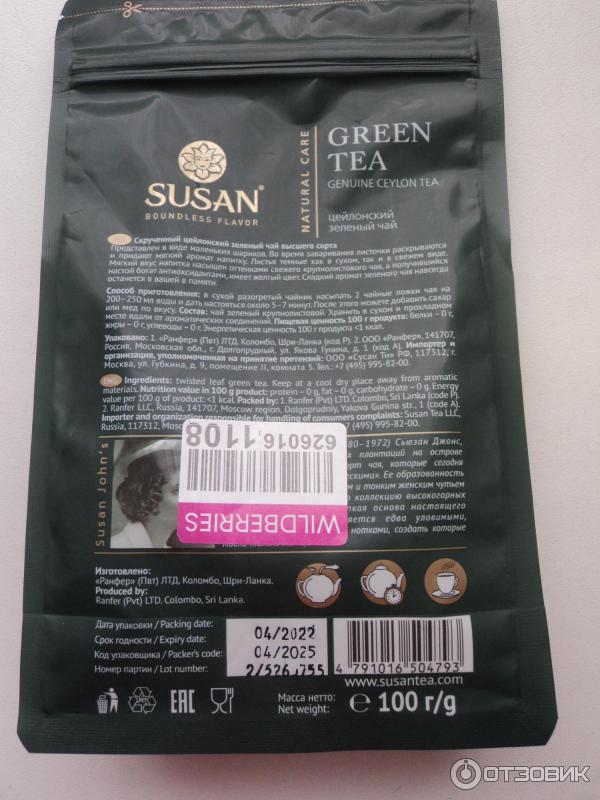 SUSAN®
BOUNDLESS FLAVOR
NATURAL CARE
GREEN
TEA
GENUINE CEYLON TEA
цейлонский
зеленый чай
Скрученный цейлонский зеленый чай высшего сорта
Представлен в виде маленьких шариков. Во время заваривания листочки раскрываются
и придают мягкий аромат напитку. Листья темные как в сухом, так и в свежем виде.
Мягкий вкус напитка насыщен оттенками свежего крупнолистового чая, а получившийся
настой богат антиоксидантами, имеет желтый цвет. Сладкий аромат зеленого чая навсегда
останется в вашей в памяти.
Способ приготовления: в сухой разогретый чайник насыпать 2 чайные ложки чая на
200–250 мл воды и дать настояться около 5–7 минут. После этого можете добавить сахар
или мед по вкусу. Состав: чай зеленый крупнолистовой. Хранить в сухом и прохладном
месте вдали от ароматических соединений. Пищевая ценность 100 г продукта: белки – 0 г,
жиры – 0 г, углеводы – 0 г. Энергетическая ценность 100 г продукта <1 ккал.
Упаковано: 1. «Ранфер» (Пвт) ЛТД. Коломбо, Шри-Ланка (код Р). 2. ООО «Ранфер», 141707,
Россия, Московская обл., г. Долгопрудный, ул. Якова Гунина, д. 1 (код А). Импортер и
организация, уполномоченная на принятие претензий: ООО «Сусан Ти» РФ, 117312, г.
Москва, ул. Губкина, д. 9, помещение II, комната 5. Тел.: +7 (495) 995-82-00.
EN Ingredients: twisted leaf green tea. Keep at a cool dry place away from aromatic
materials. Nutrition value in 100 g product: protein – 0 g, fat – 0 g, carbohydrate – 0 g. Energy
value per 100 g of product: <1 kcal. Packed by: 1. Ranfer (Pvt) LTD. Colombo, Sri Lanka (code P).
2. Ranfer LLC, Russia, 141707, Moscow region, Dolgoprudniy, Yakova Gunina str., 1 (code A).
Importer and organization responsible for handling of consumers complaints: Susan Tea LLC,
Russia, 117312, Moscow +7 (495) 995-82-00.
Susan John's
626016 1108
WILDBERRIES
80–1972) Сьюзан Джонс,
плантаций на острове
орт чая, которые сегодня
ческими». Ее образованность
м и тонким женским чутьем
ю коллекцию высокогорных
гкая основа настоящего
яется едва уловимыми,
нотками, создать которые
Изготовлено:
«Ранфер» (Пвт) ЛТД. Коломбо, Шри-Ланка.
Produced by:
Ranfer (Pvt) LTD. Colombo, Sri Lanka.
Дата упаковки / Packing date: 04/2022
Срок годности / Expiry date: 04/2025
Код упаковщика / Packer's code:
Номер партии / Lot number:
4 791016 504793
www.susantea.com
EAC
Масса нетто:
Net weight: ℮ 100 г/g
ОТЗОВИК